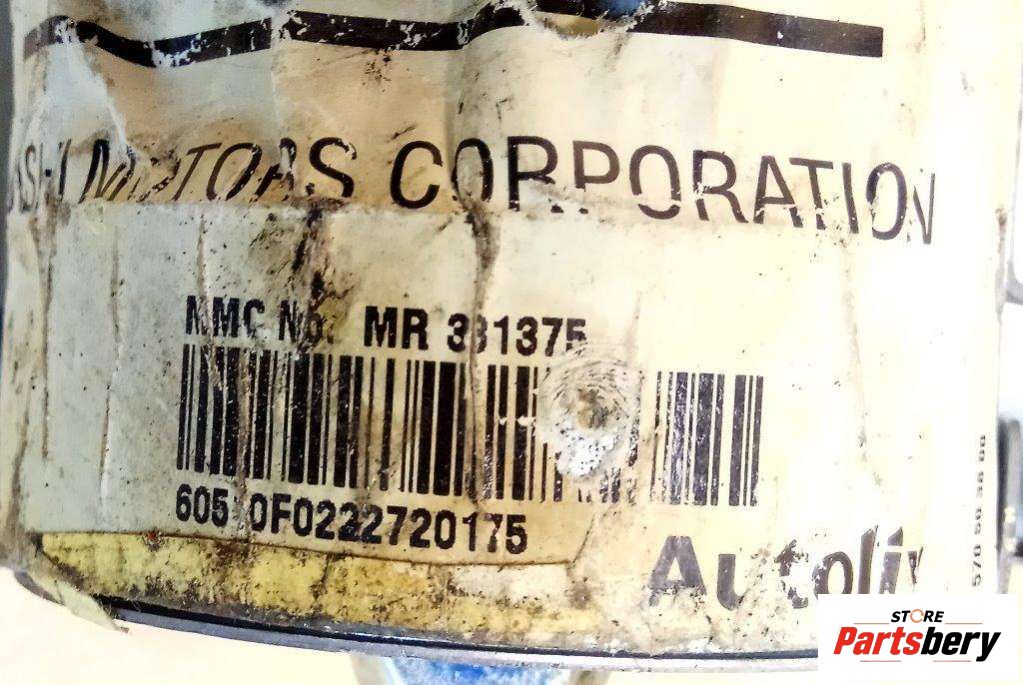 MOTORS CORPORATION
MMC No. MR 331375
0F0222720175
Autoliv
STORE
Partsbery